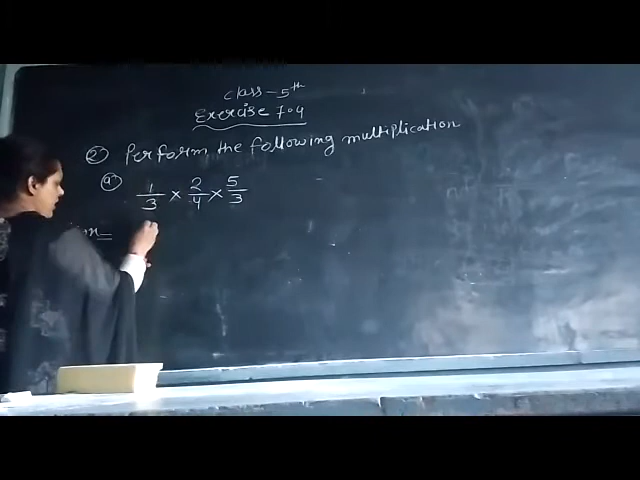 Class - 5th
Exercise 7.4
② Perform the following multiplication
(a) 1/3 × 2/4 × 5/3